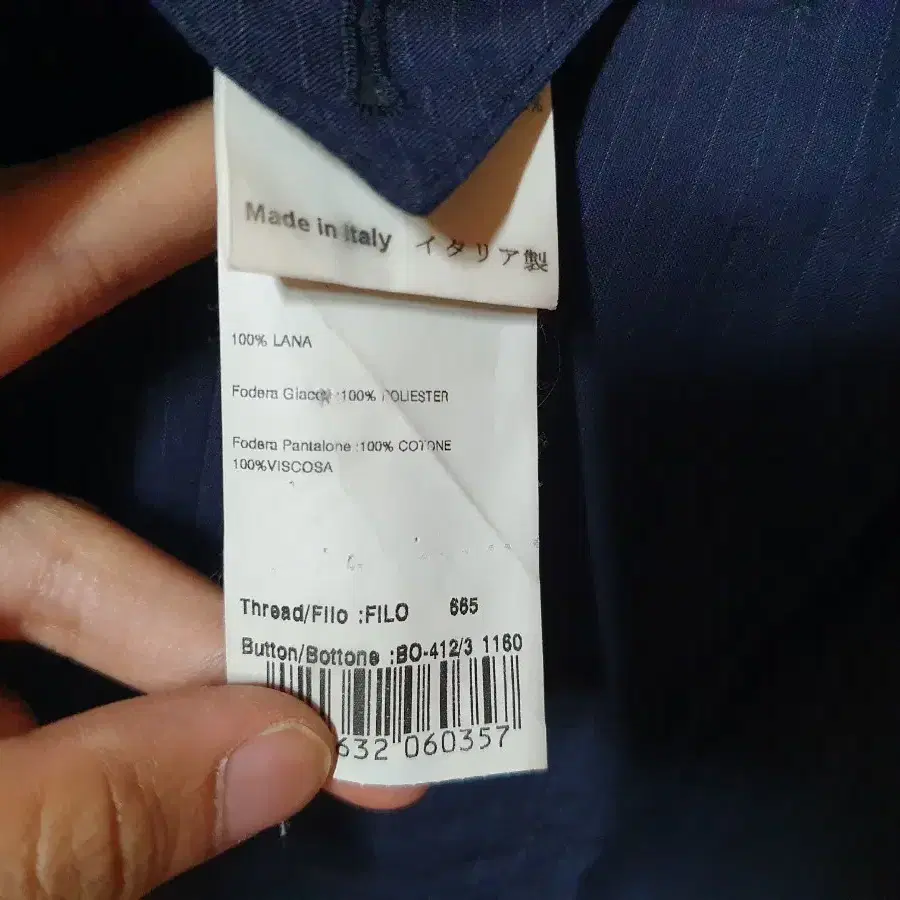 Made in Italy イタリア製
100% LANA
Fodera Giacca :100% POLIESTER
Fodera Pantalone :100% COTONE
100%VISCOSA
Thread/Filo :FILO 665
Button/Bottone :BO-412/3 1160
632 060357